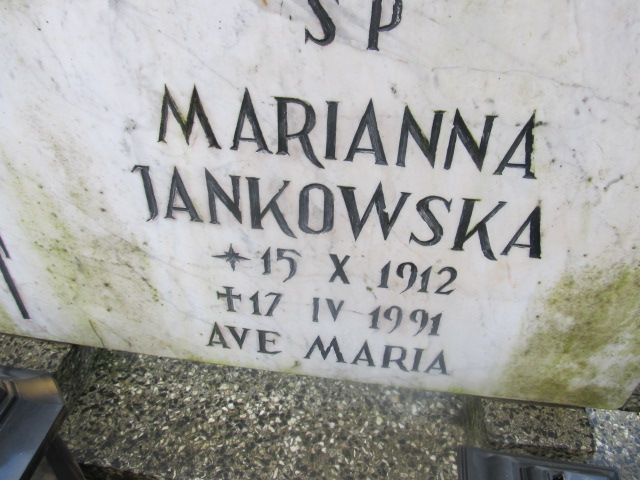 SP
MARIANNA
JANKOWSKA
* 15 X 1912
✝ 17 IV 1991
AVE MARIA